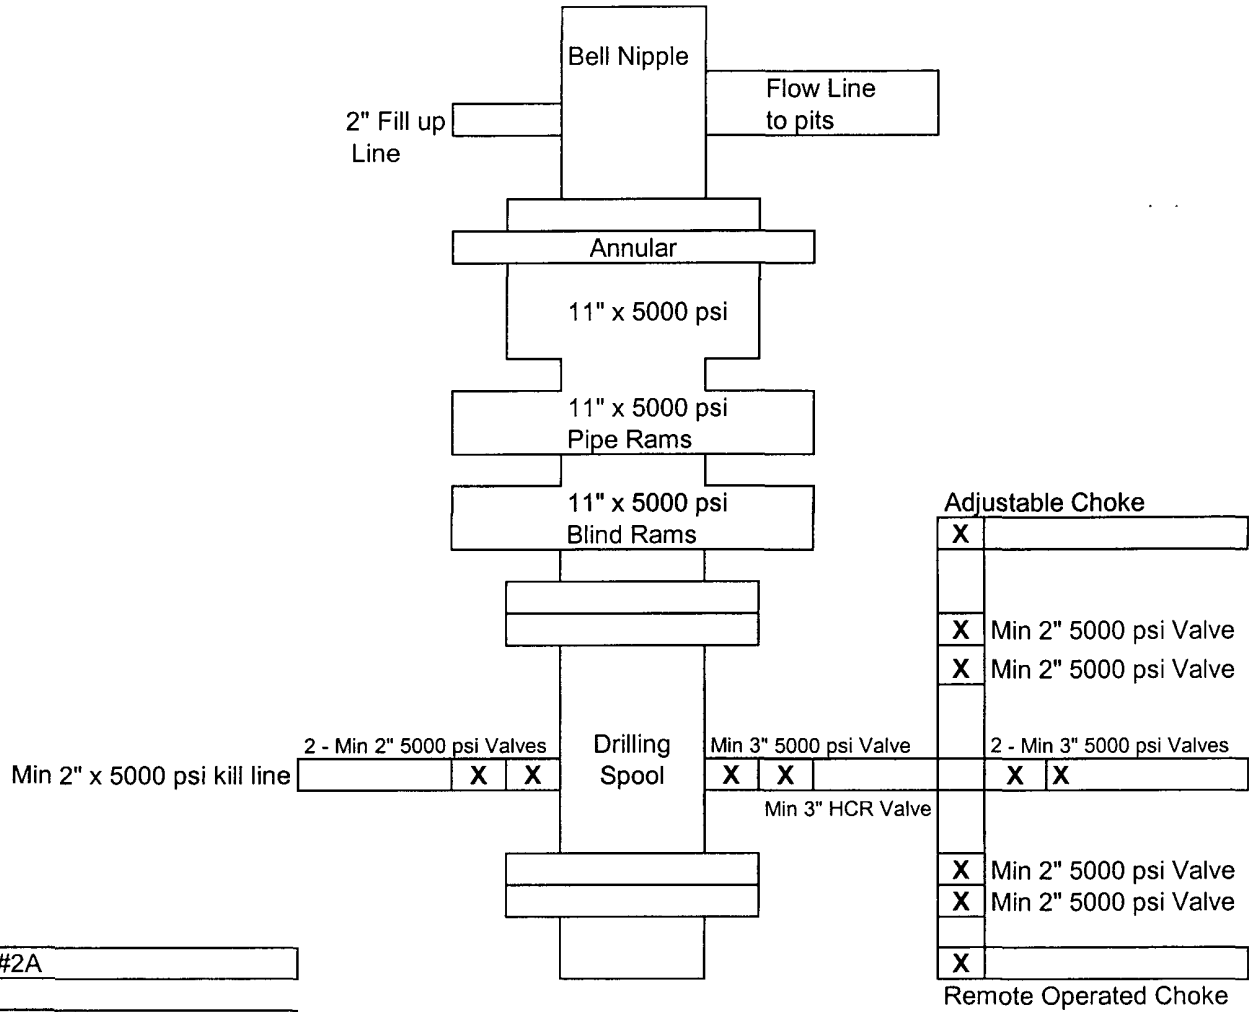 Bell Nipple
Flow Line
to pits
2" Fill up
Line
Annular
11" x 5000 psi
11" x 5000 psi
Pipe Rams
11" x 5000 psi
Blind Rams
Adjustable Choke
X
X Min 2" 5000 psi Valve
X Min 2" 5000 psi Valve
2 - Min 2" 5000 psi Valves
Drilling
Spool
Min 3" 5000 psi Valve
2 - Min 3" 5000 psi Valves
Min 2" x 5000 psi kill line
X X
X X
X X
Min 3" HCR Valve
X Min 2" 5000 psi Valve
X Min 2" 5000 psi Valve
#2A
X
Remote Operated Choke